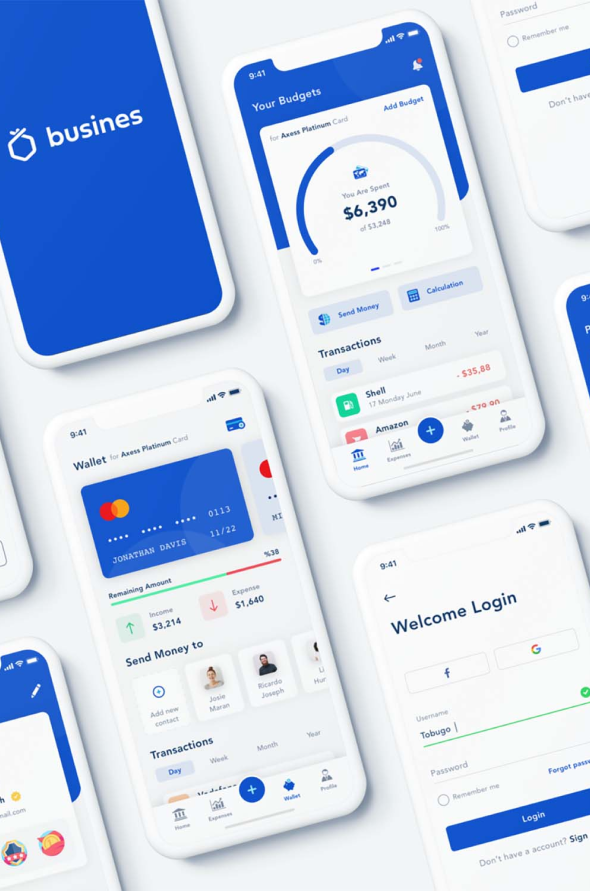 busines
9:41
Your Budgets
for Axess Platinum Card
Add Budget
You Are Spent
$6,390
of $3,248
0%
100%
Send Money
Calculation
Transactions
Day
Week
Month
Year
Shell
17 Monday June
- $35,88
Amazon
- $79,90
Home
Expenses
Wallet
Profile
Password
Remember me
Don't have
9:41
Wallet for Axess Platinum Card
0113
JONATHAN DAVIS
11/22
Remaining Amount
%38
Income
$3,214
Expense
$1,640
Send Money to
Add new
contact
Josie
Maran
Ricardo
Joseph
Transactions
Day
Week
Month
Year
Vodafone
Home
Expenses
Wallet
Profile
9:41
Welcome Login
f
G
Username
Tobugo
Password
Remember me
Forgot passw
Login
Don't have a account? Sign
mail.com